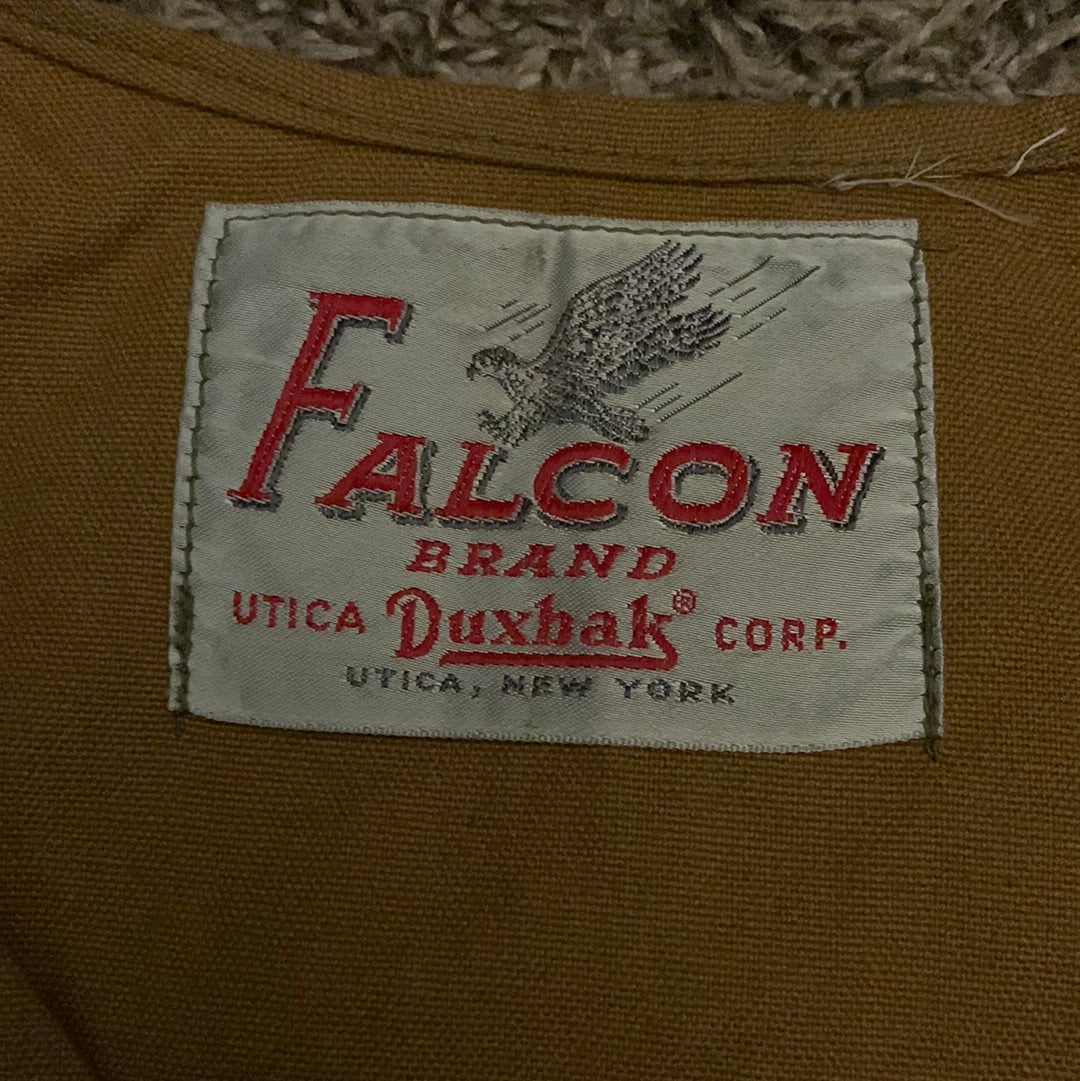 FALCON
BRAND
UTICA Duxbak® CORP.
UTICA, NEW YORK